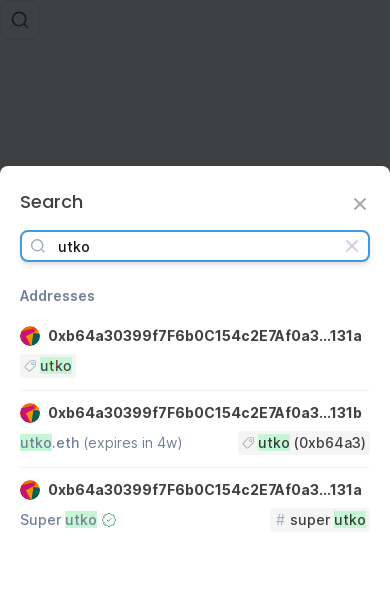 Search
utko
Addresses
0xb64a30399f7F6b0C154c2E7Af0a3...131a
utko
0xb64a30399f7F6b0C154c2E7Af0a3...131b
utko.eth (expires in 4w) utko (0xb64a3)
0xb64a30399f7F6b0C154c2E7Af0a3...131a
Super utko # super utko